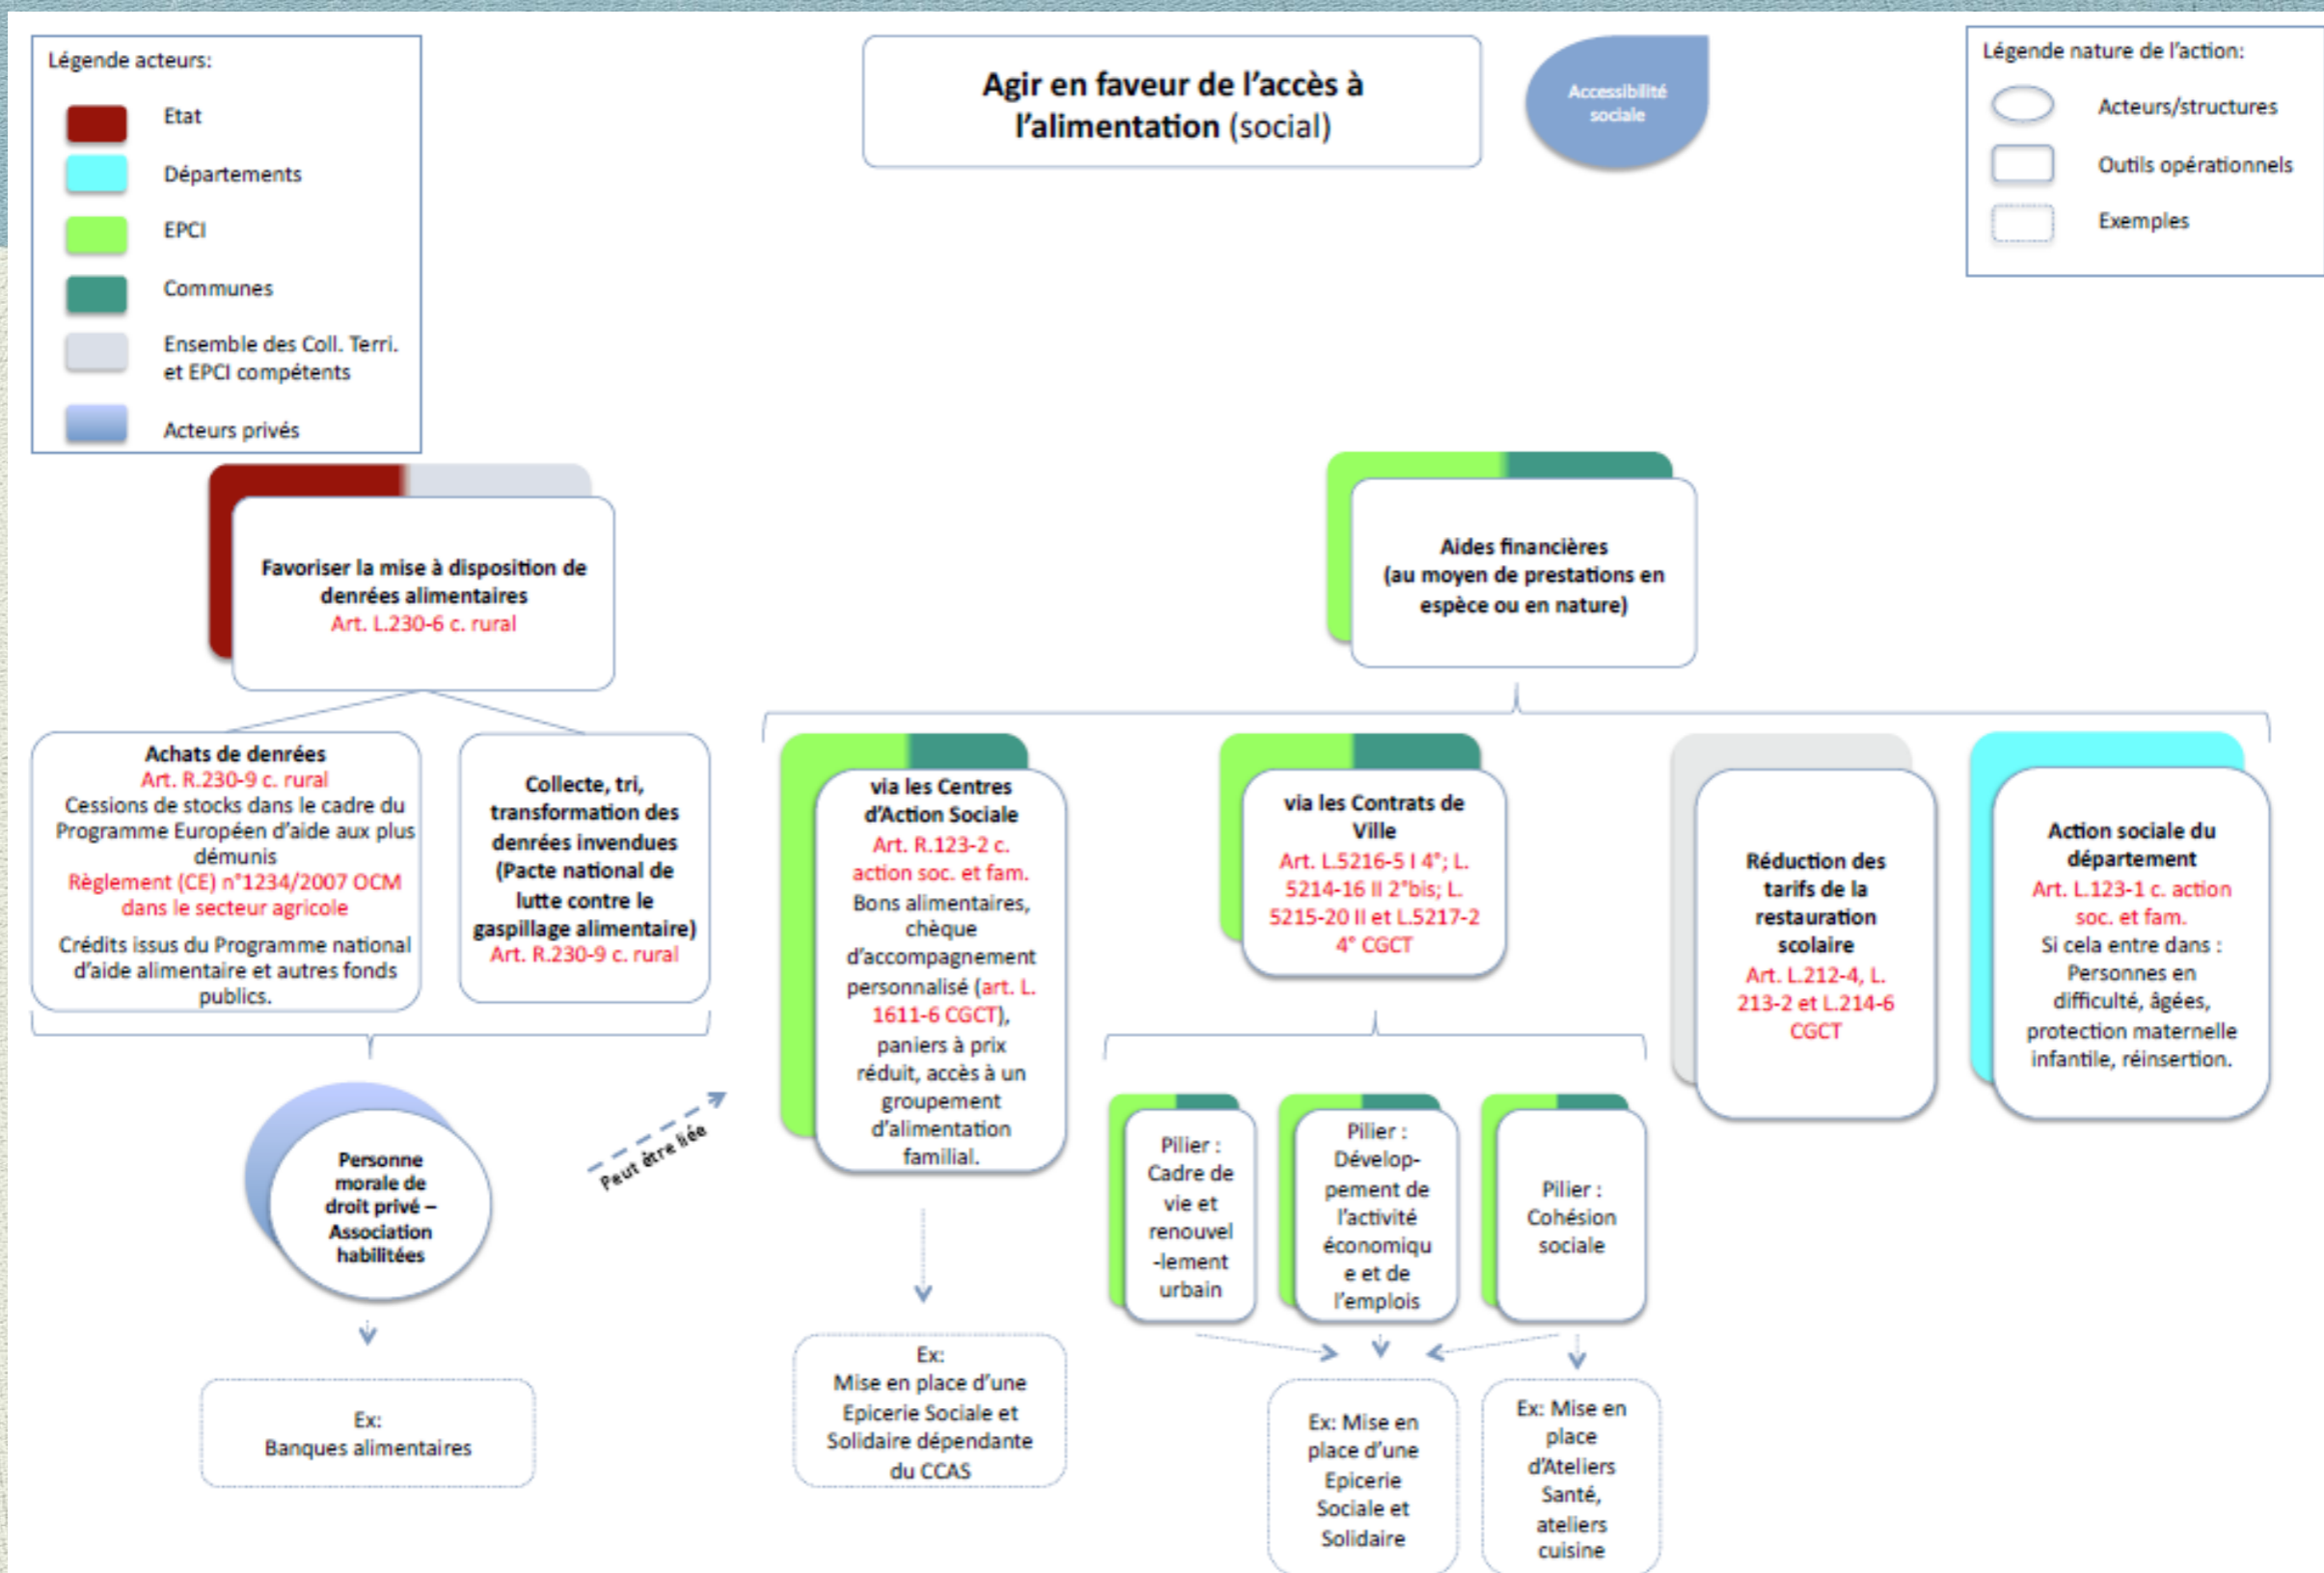 Légende acteurs:
Etat
Départements
EPCI
Communes
Ensemble des Coll. Terri.
et EPCI compétents
Acteurs privés
Agir en faveur de l’accès à
l’alimentation (social)
Accessibilité
sociale
Légende nature de l’action:
Acteurs/structures
Outils opérationnels
Exemples
Favoriser la mise à disposition de
denrées alimentaires
Art. L.230-6 c. rural
Aides financières
(au moyen de prestations en
espèce ou en nature)
Achats de denrées
Art. R.230-9 c. rural
Cessions de stocks dans le cadre du
Programme Européen d’aide aux plus
démunis
Règlement (CE) n°1234/2007 OCM
dans le secteur agricole
Crédits issus du Programme national
d’aide alimentaire et autres fonds
publics.
Collecte, tri,
transformation des
denrées invendues
(Pacte national de
lutte contre le
gaspillage alimentaire)
Art. R.230-9 c. rural
via les Centres
d’Action Sociale
Art. R.123-2 c.
action soc. et fam.
Bons alimentaires,
chèque
d’accompagnement
personnalisé (art. L.
1611-6 CGCT),
paniers à prix
réduit, accès à un
groupement
d’alimentation
familial.
via les Contrats de
Ville
Art. L.5216-5 I 4°; L.
5214-16 II 2°bis; L.
5215-20 II et L.5217-2
4° CGCT
Réduction des
tarifs de la
restauration
scolaire
Art. L.212-4, L.
213-2 et L.214-6
CGCT
Action sociale du
département
Art. L.123-1 c. action
soc. et fam.
Si cela entre dans :
Personnes en
difficulté, âgées,
protection maternelle
infantile, réinsertion.
Personne
morale de
droit privé –
Association
habilitées
Peut être liée
Pilier :
Cadre de
vie et
renouvel
-lement
urbain
Pilier :
Dévelop-
pement de
l’activité
économiqu
e et de
l’emplois
Pilier :
Cohésion
sociale
Ex:
Banques alimentaires
Ex:
Mise en place d’une
Epicerie Sociale et
Solidaire dépendante
du CCAS
Ex: Mise en
place d’une
Epicerie
Sociale et
Solidaire
Ex: Mise en
place
d’Ateliers
Santé,
ateliers
cuisine